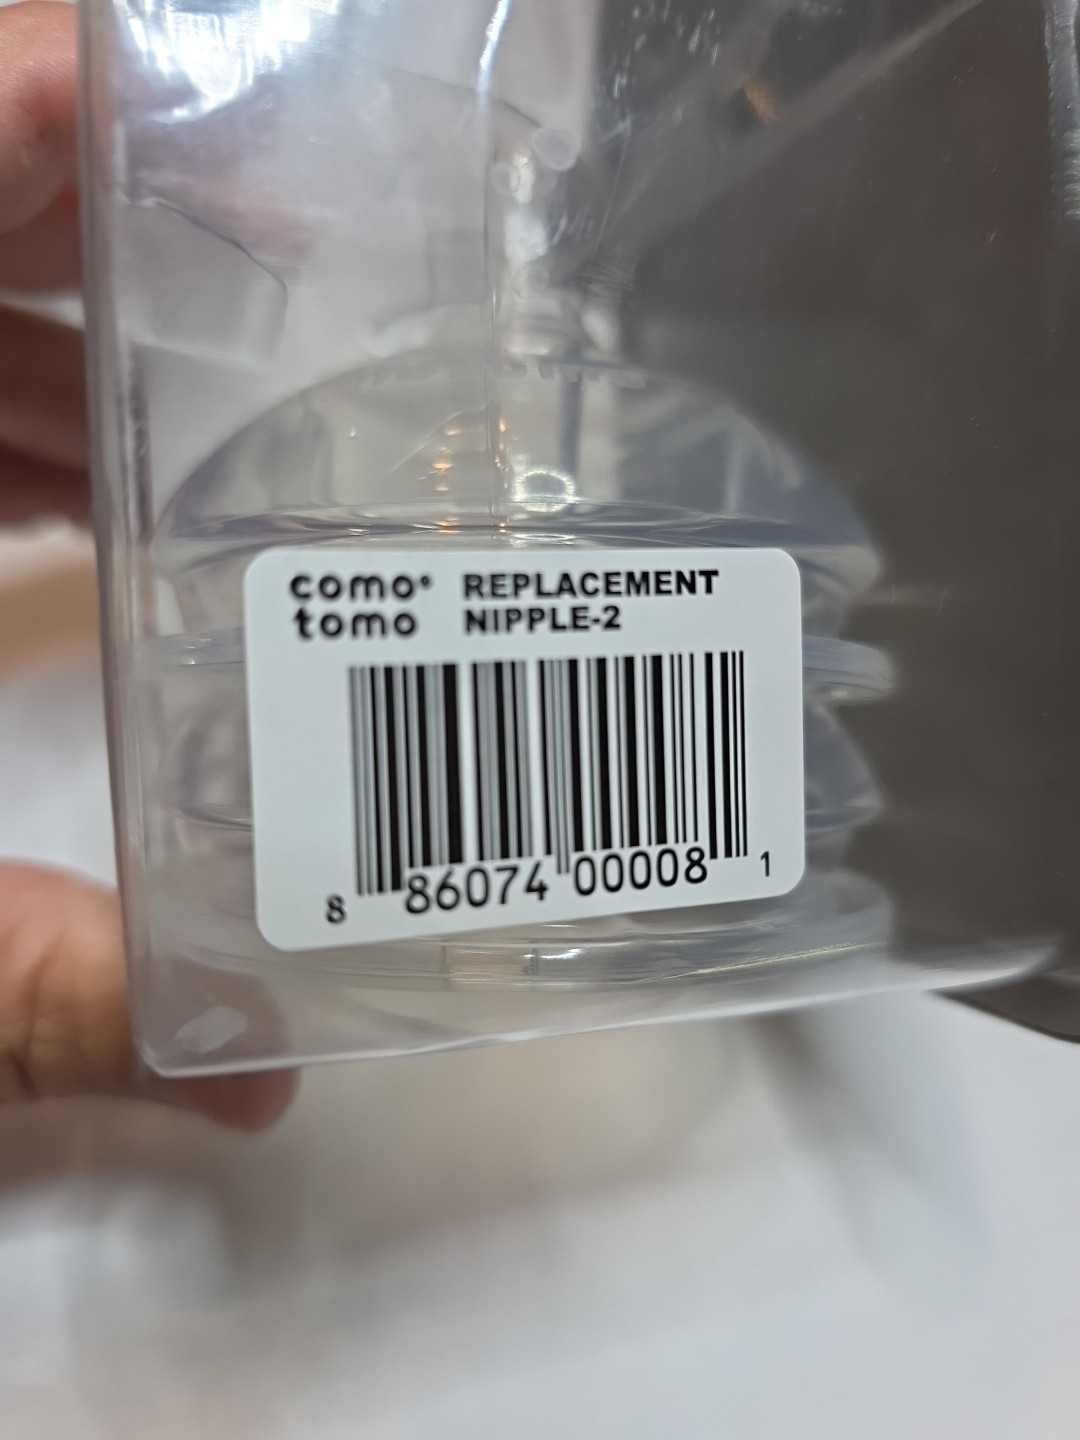 como® REPLACEMENT
tomo NIPPLE-2
8 86074 00008 1